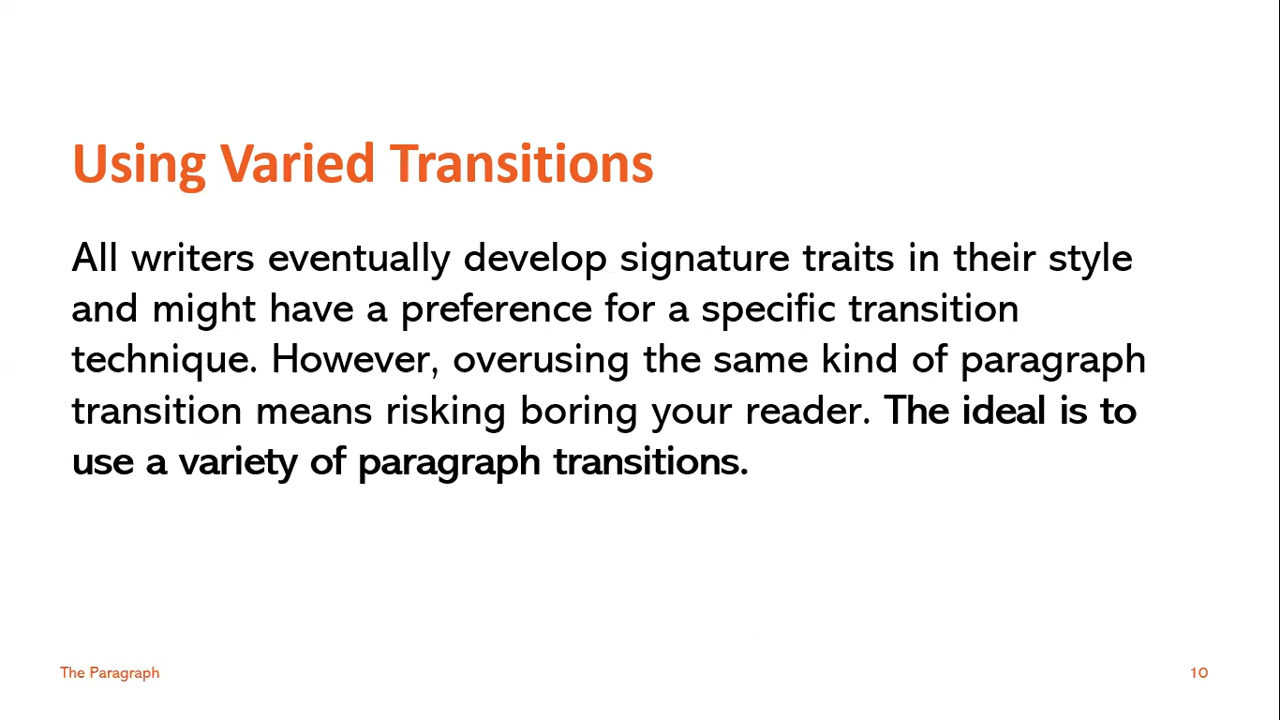 Using Varied Transitions
All writers eventually develop signature traits in their style
and might have a preference for a specific transition
technique. However, overusing the same kind of paragraph
transition means risking boring your reader. The ideal is to
use a variety of paragraph transitions.
The Paragraph
10